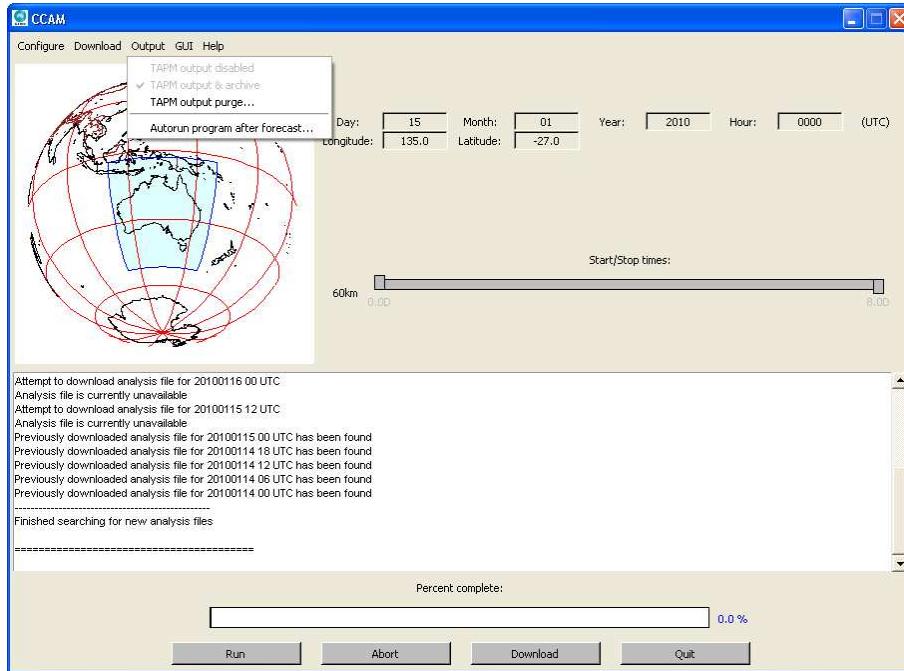 CCAM
Configure Download Output GUI Help
TAPM output disabled
TAPM output & archive
TAPM output purge...
Autorun program after forecast...
Day: 15 Month: 01 Year: 2010 Hour: 0000 (UTC)
Longitude: 135.0 Latitude: -27.0
Start/Stop times:
60km
0.0D 8.0D
Attempt to download analysis file for 20100116 00 UTC
Analysis file is currently unavailable
Attempt to download analysis file for 20100115 12 UTC
Analysis file is currently unavailable
Previously downloaded analysis file for 20100115 00 UTC has been found
Previously downloaded analysis file for 20100114 18 UTC has been found
Previously downloaded analysis file for 20100114 12 UTC has been found
Previously downloaded analysis file for 20100114 06 UTC has been found
Previously downloaded analysis file for 20100114 00 UTC has been found
----------------------------------------
Finished searching for new analysis files
========================================
Percent complete:
0.0 %
Run Abort Download Quit